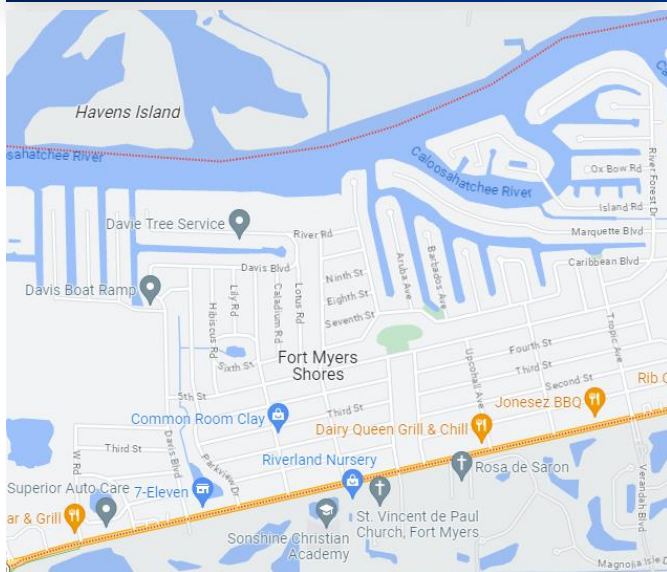 Havens Island
osahatchee River
Caloosahatchee River
River Forest Dr
Ox Bow Rd
Island Rd
Marquette Blvd
Caribbean Blvd
Davie Tree Service
River Rd
Davis Blvd
Davis Boat Ramp
Lily Rd
Hibiscus Rd
Caladium Rd
Lotus Rd
Ninth St
Eighth St
Seventh St
Aruba Ave
Barbados Ave
Tropic Ave
Upcohall Ave
Sixth St
Fort Myers
Shores
Fourth St
Third St
Second St
Rib C
5th St
Third St
Jonesez BBQ
Common Room Clay
Dairy Queen Grill & Chill
Third St
W Rd
Davis Blvd
Parkview Dr
Riverland Nursery
Rosa de Saron
Verandah Blvd
Superior Auto Care
7-Eleven
ar & Grill
St. Vincent de Paul
Church, Fort Myers
Sonshine Christian
Academy
Magnolia Isle